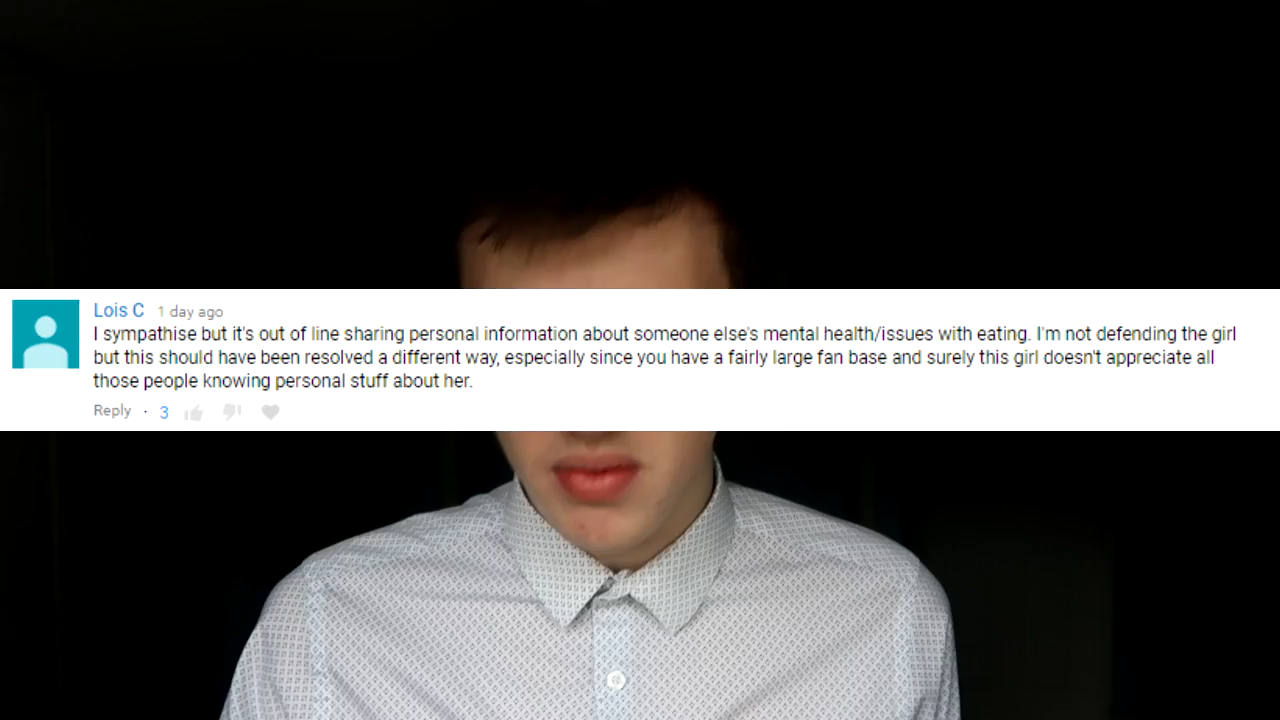 Lois C 1 day ago
I sympathise but it's out of line sharing personal information about someone else's mental health/issues with eating. I'm not defending the girl
but this should have been resolved a different way, especially since you have a fairly large fan base and surely this girl doesn't appreciate all
those people knowing personal stuff about her.
Reply · 3